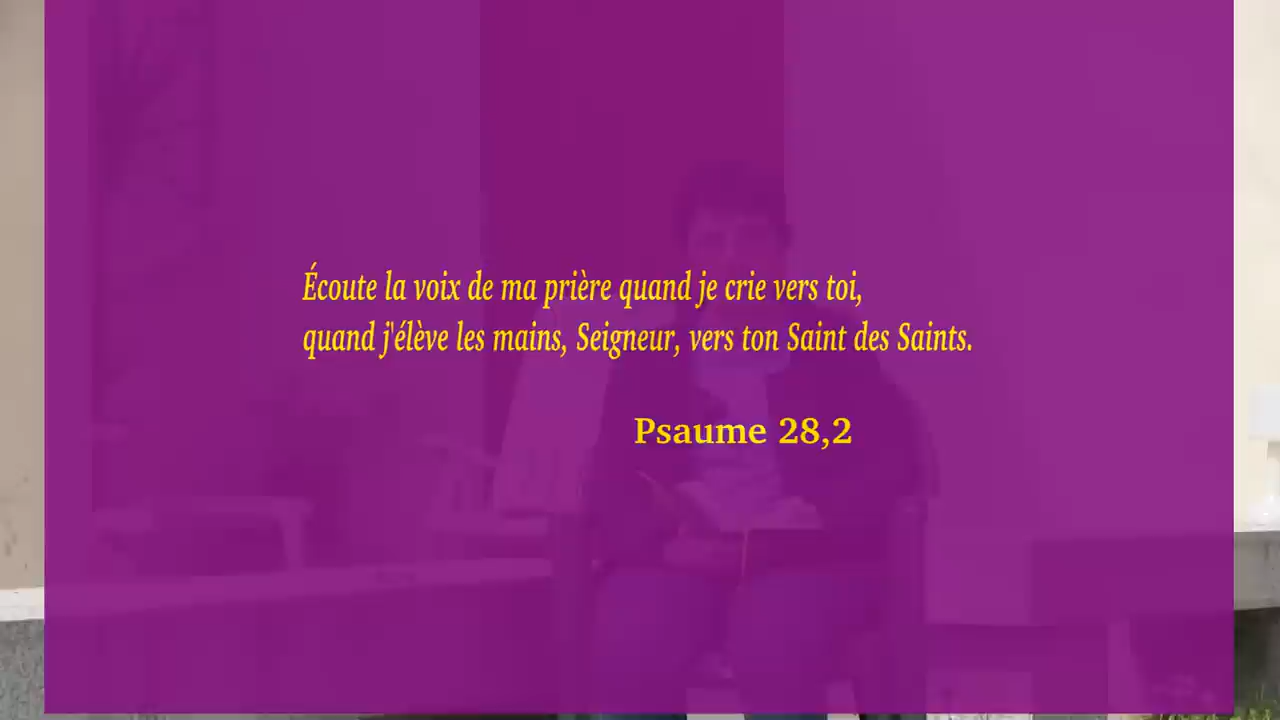 Écoute la voix de ma prière quand je crie vers toi,
quand j'élève les mains, Seigneur, vers ton Saint des Saints.
Psaume 28,2